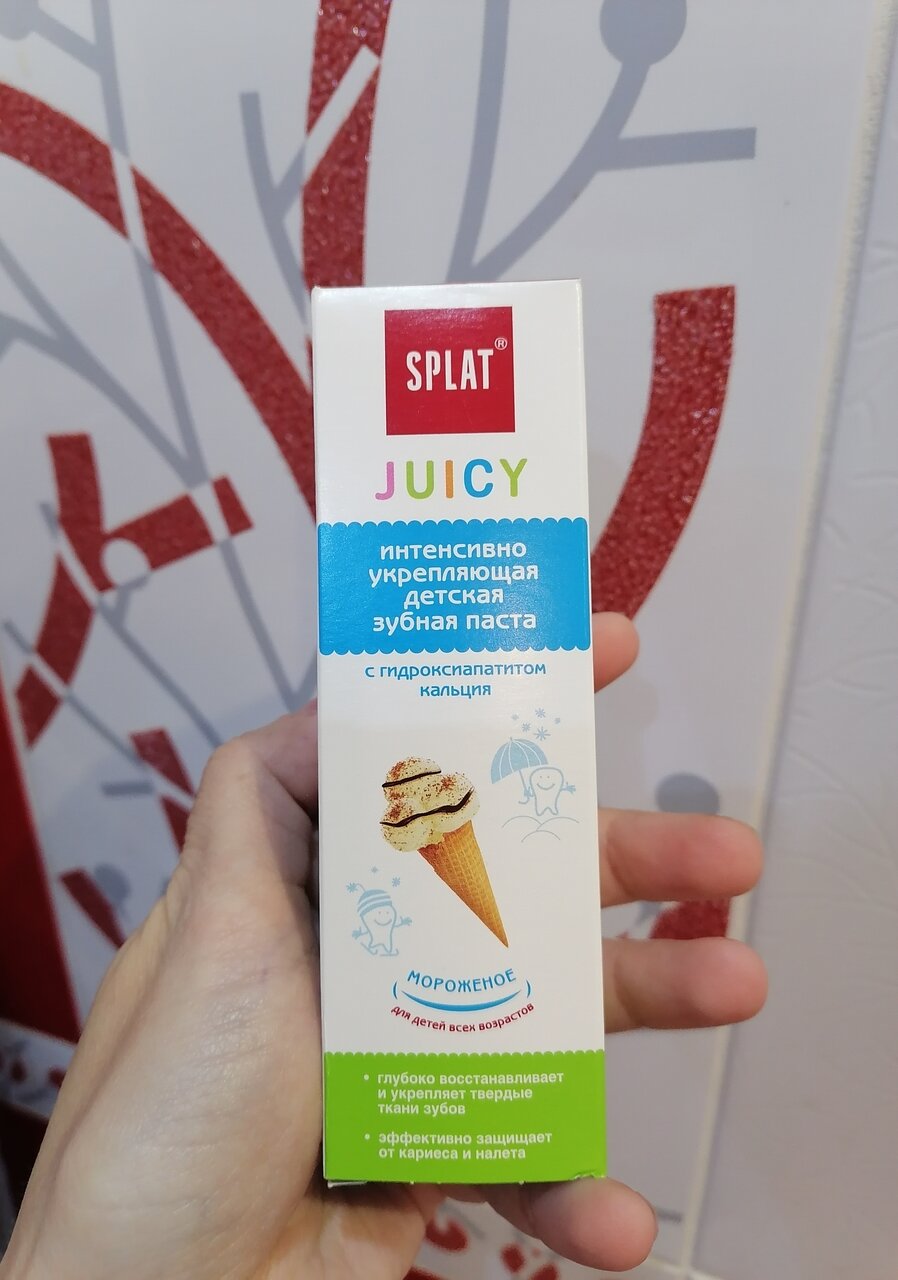 SPLAT®
JUICY
интенсивно
укрепляющая
детская
зубная паста
с гидроксиапатитом
кальция
МОРОЖЕНОЕ
для детей всех возрастов
• глубоко восстанавливает
и укрепляет твердые
ткани зубов
• эффективно защищает
от кариеса и налета